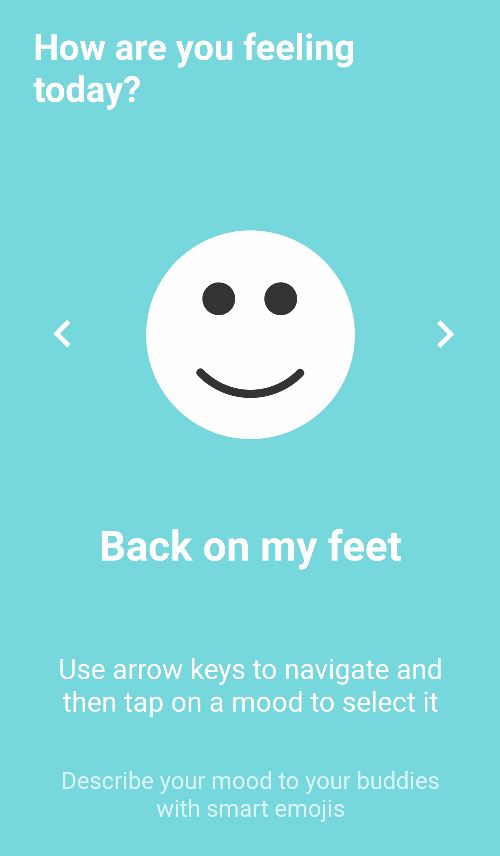 How are you feeling
today?
Back on my feet
Use arrow keys to navigate and
then tap on a mood to select it
Describe your mood to your buddies
with smart emojis